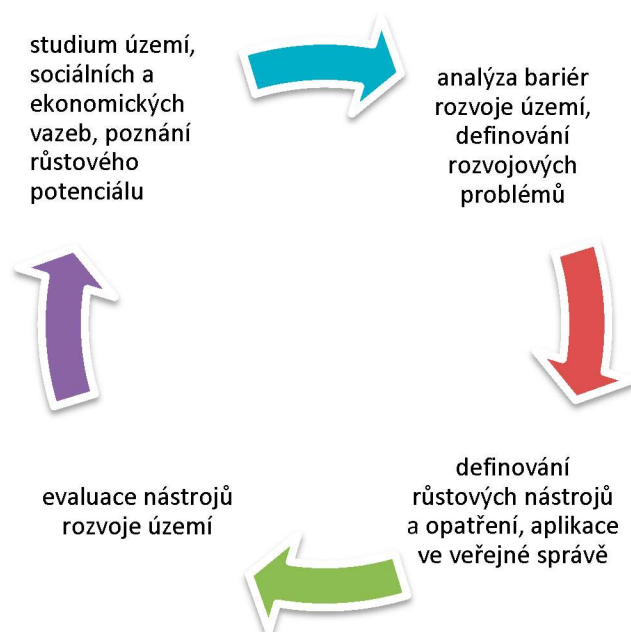 studium území,
sociálních a
ekonomických
vazeb, poznání
růstového
potenciálu
analýza bariér
rozvoje území,
definování
rozvojových
problémů
definování
růstových nástrojů
a opatření, aplikace
ve veřejné správě
evaluace nástrojů
rozvoje území